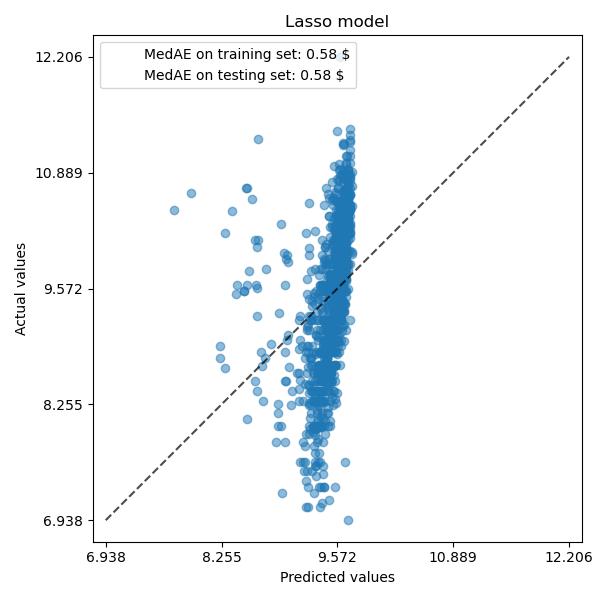 Lasso model
MedAE on training set: 0.58 $
MedAE on testing set: 0.58 $
12.206
10.889
9.572
8.255
6.938
Actual values
6.938 8.255 9.572 10.889 12.206
Predicted values